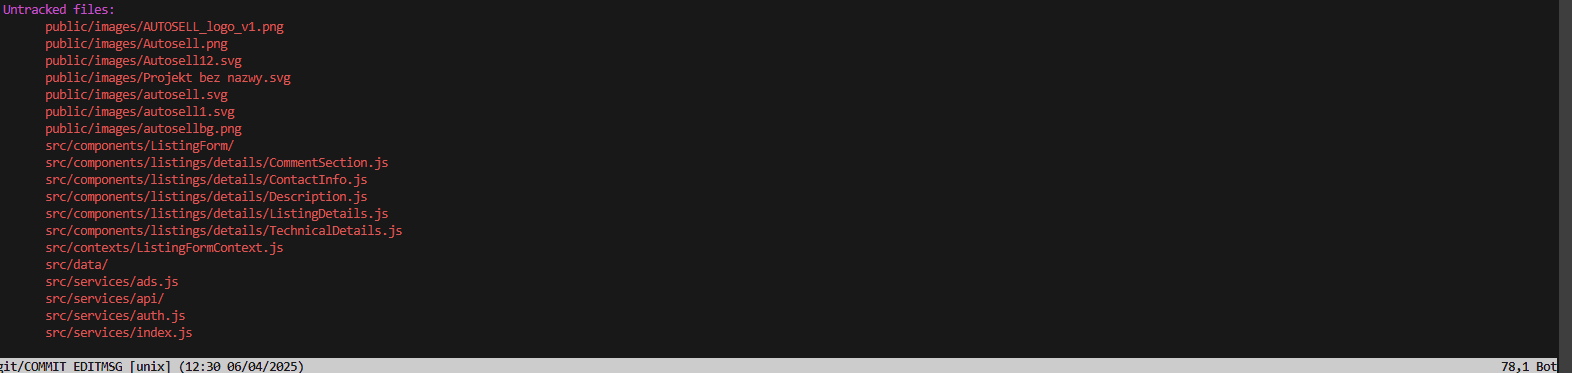 Untracked files:
public/images/AUTOSELL_logo_v1.png
public/images/Autosell.png
public/images/Autosell12.svg
public/images/Projekt bez nazwy.svg
public/images/autosell.svg
public/images/autosell1.svg
public/images/autosellbg.png
src/components/ListingForm/
src/components/listings/details/CommentSection.js
src/components/listings/details/ContactInfo.js
src/components/listings/details/Description.js
src/components/listings/details/ListingDetails.js
src/components/listings/details/TechnicalDetails.js
src/contexts/ListingFormContext.js
src/data/
src/services/ads.js
src/services/api/
src/services/auth.js
src/services/index.js
git/COMMIT_EDITMSG [unix] (12:30 06/04/2025) 78,1 Bot